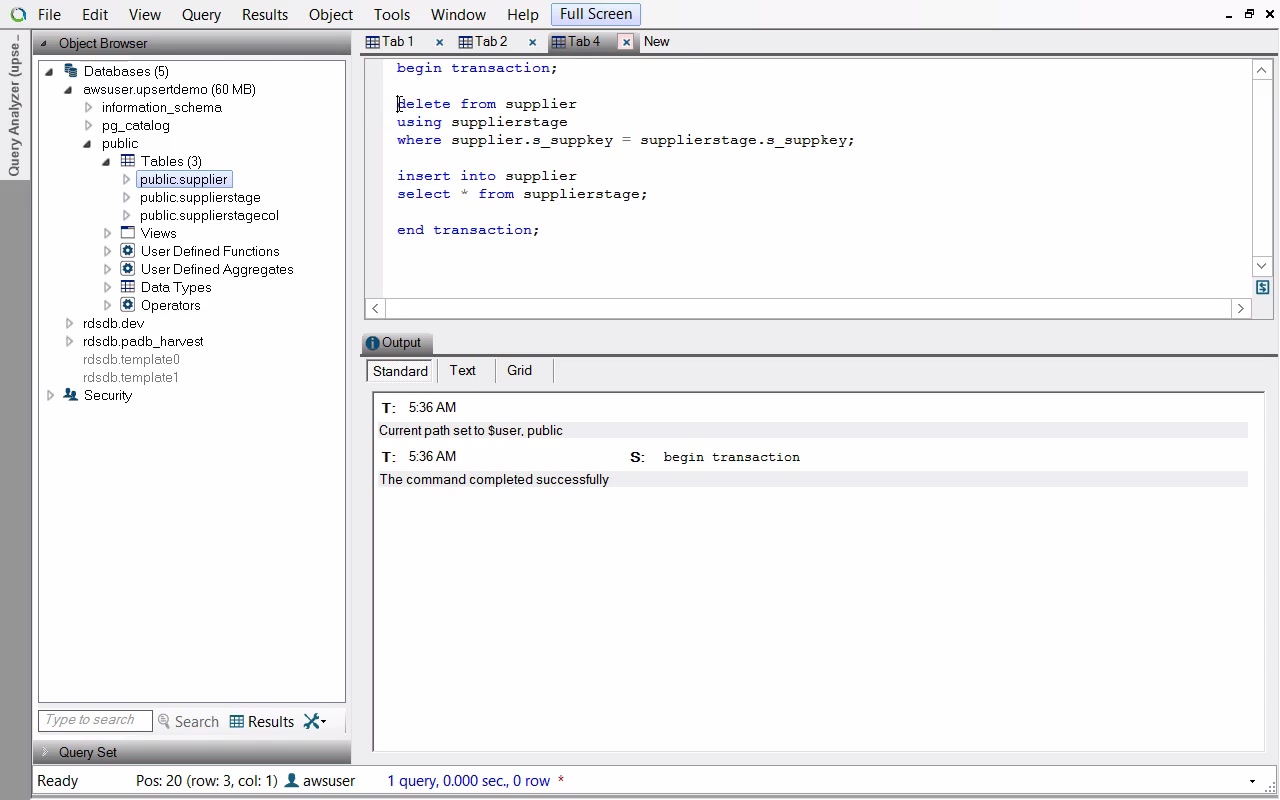 File Edit View Query Results Object Tools Window Help Full Screen
Query Analyzer (upse...
Object Browser
Databases (5)
awsuser.upsertdemo (60 MB)
information_schema
pg_catalog
public
Tables (3)
public.supplier
public.supplierstage
public.supplierstagecol
Views
User Defined Functions
User Defined Aggregates
Data Types
Operators
rdsdb.dev
rdsdb.padb_harvest
rdsdb.template0
rdsdb.template1
Security
Type to search Search Results
Query Set
Tab 1 Tab 2 Tab 4 New
begin transaction;
delete from supplier
using supplierstage
where supplier.s_suppkey = supplierstage.s_suppkey;
insert into supplier
select * from supplierstage;
end transaction;
Output
Standard Text Grid
T: 5:36 AM
Current path set to $user, public
T: 5:36 AM S: begin transaction
The command completed successfully
Ready Pos: 20 (row: 3, col: 1) awsuser 1 query, 0.000 sec., 0 row *